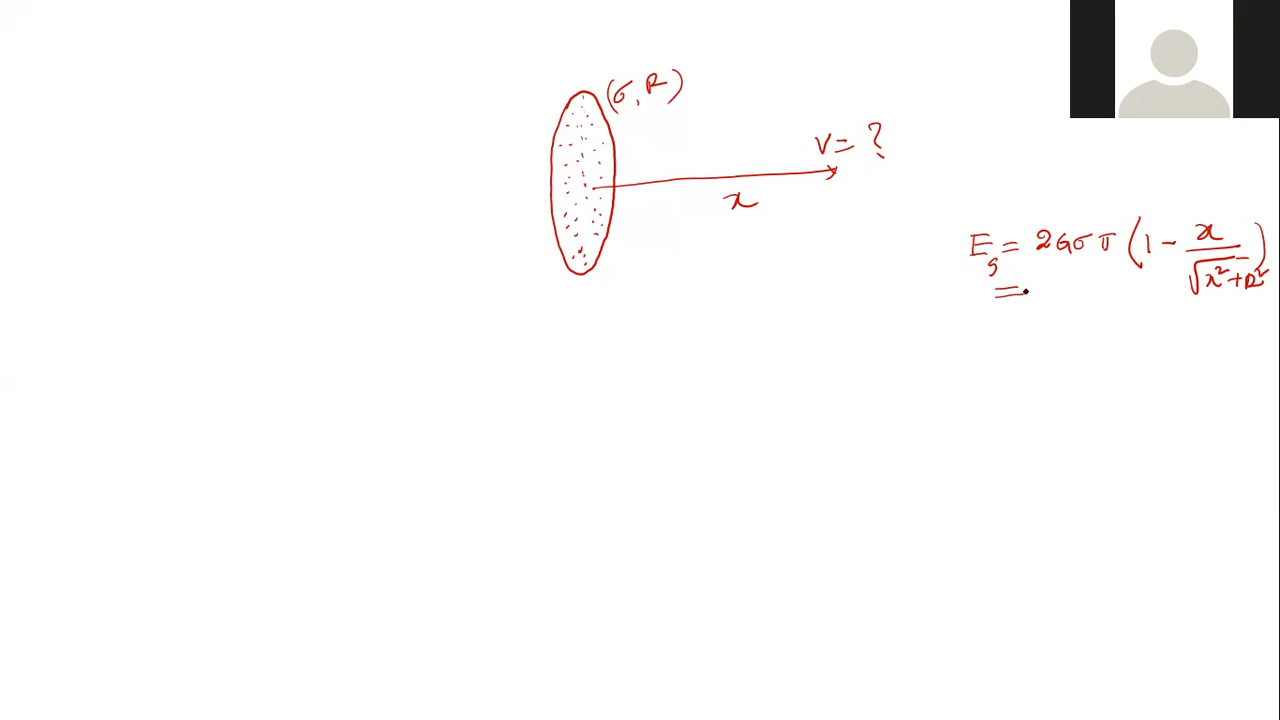 (σ, R)
V = ?
x
E_g = 2Gσπ(1 - x/√(x²+R²))
=